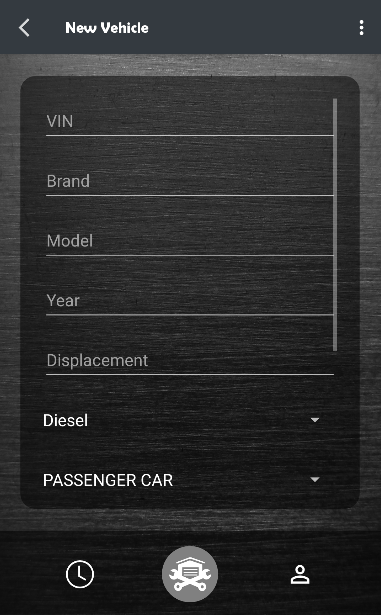 New Vehicle
VIN
Brand
Model
Year
Displacement
Diesel
PASSENGER CAR